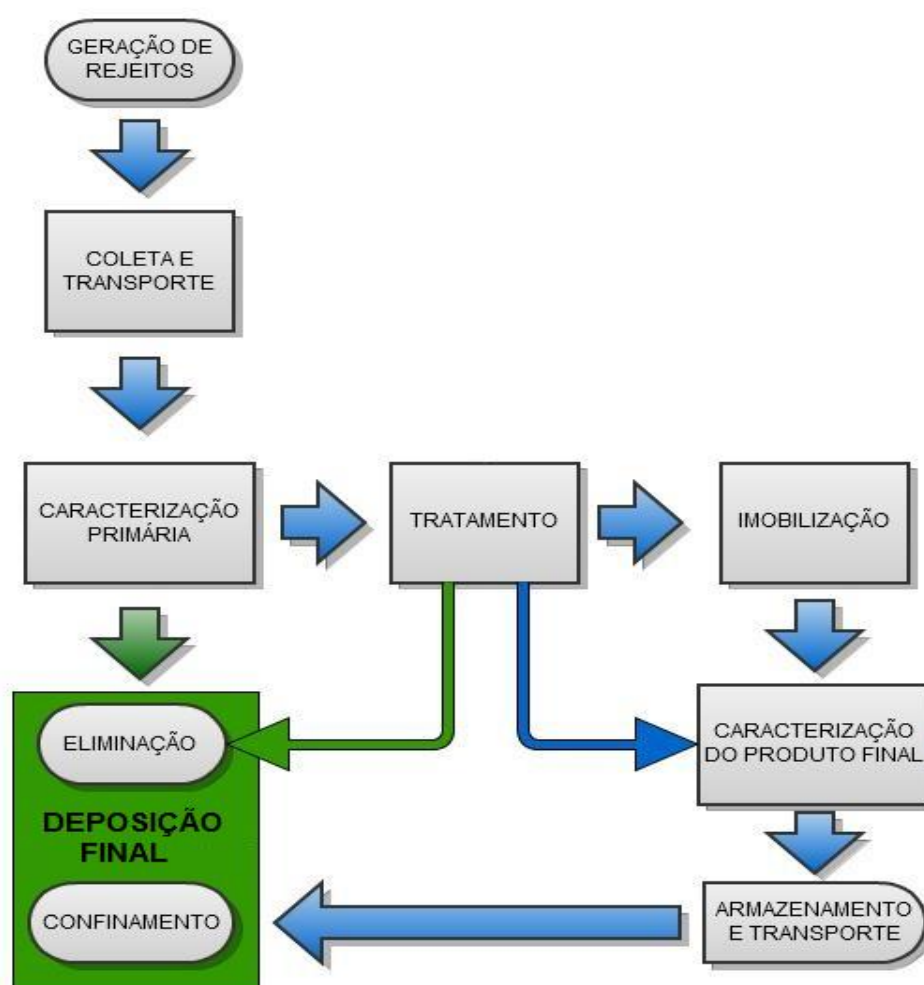 GERAÇÃO DE
REJEITOS
COLETA E
TRANSPORTE
CARACTERIZAÇÃO
PRIMÁRIA
TRATAMENTO
IMOBILIZAÇÃO
ELIMINAÇÃO
CARACTERIZAÇÃO
DO PRODUTO FINAL
DEPOSIÇÃO
FINAL
CONFINAMENTO
ARMAZENAMENTO
E TRANSPORTE